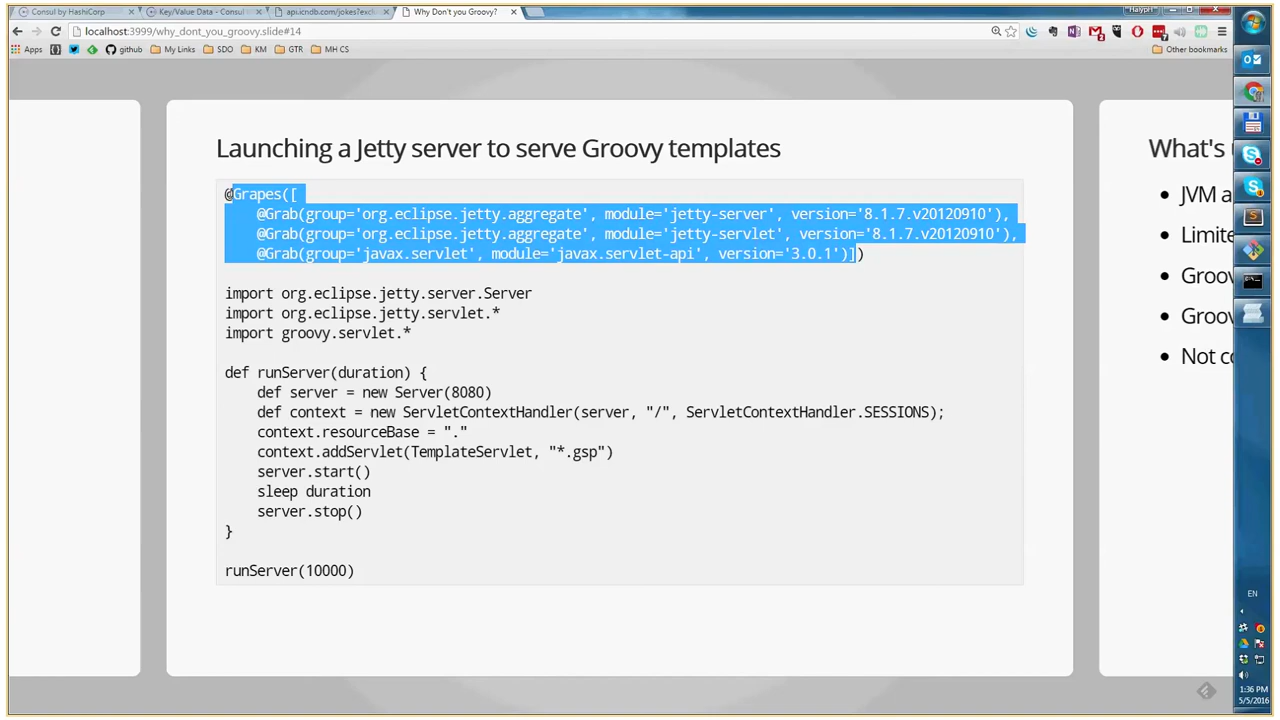 Consul by HashiCorp
Key/Value Data - Consul
api.icndb.com/jokes?excl
Why Don't you Groovy?
localhost:3999/why_dont_you_groovy.slide#14
Apps
github
My Links
SDO
KM
GTR
MH CS
Other bookmarks
Launching a Jetty server to serve Groovy templates
@Grapes([
@Grab(group='org.eclipse.jetty.aggregate', module='jetty-server', version='8.1.7.v20120910'),
@Grab(group='org.eclipse.jetty.aggregate', module='jetty-servlet', version='8.1.7.v20120910'),
@Grab(group='javax.servlet', module='javax.servlet-api', version='3.0.1')])
import org.eclipse.jetty.server.Server
import org.eclipse.jetty.servlet.*
import groovy.servlet.*
def runServer(duration) {
def server = new Server(8080)
def context = new ServletContextHandler(server, "/", ServletContextHandler.SESSIONS);
context.resourceBase = "."
context.addServlet(TemplateServlet, "*.gsp")
server.start()
sleep duration
server.stop()
}
runServer(10000)
What's
JVM a
Limite
Groov
Groov
Not co
EN
1:36 PM
5/5/2016